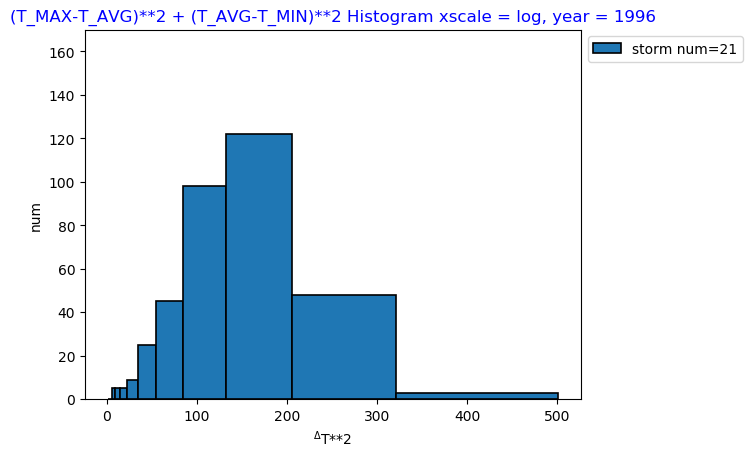 (T_MAX-T_AVG)**2 + (T_AVG-T_MIN)**2 Histogram xscale = log, year = 1996
storm num=21
160
140
120
100
80
60
40
20
0
num
0 100 200 300 400 500
ΔT**2